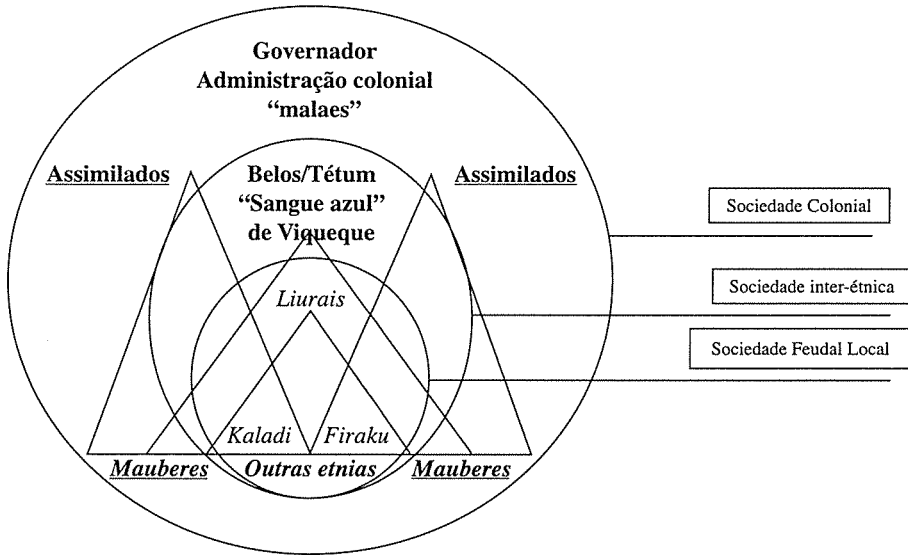 Governador
Administração colonial
“malaes”
Assimilados
Belos/Tétum
“Sangue azul”
de Viqueque
Assimilados
Sociedade Colonial
Sociedade inter-étnica
Liurais
Sociedade Feudal Local
Kaladi
Firaku
Mauberes
Outras etnias
Mauberes